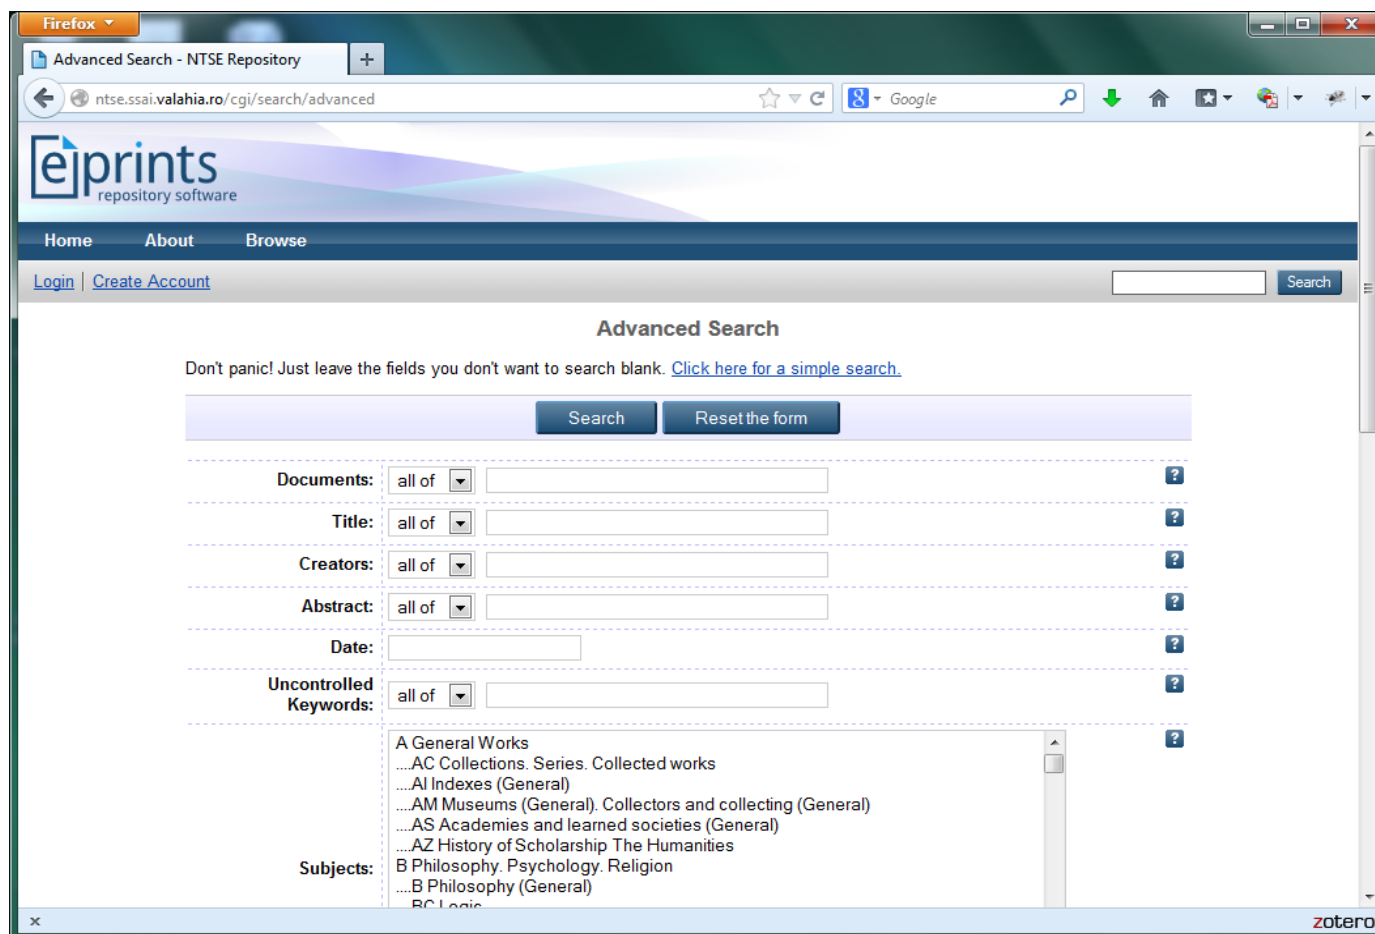 Firefox
Advanced Search - NTSE Repository
ntse.ssai.valahia.ro/cgi/search/advanced
Google
eprints
repository software
Home About Browse
Login | Create Account
Search
Advanced Search
Don't panic! Just leave the fields you don't want to search blank. Click here for a simple search.
Search Reset the form
Documents: all of
Title: all of
Creators: all of
Abstract: all of
Date:
Uncontrolled
Keywords: all of
Subjects:
A General Works
....AC Collections. Series. Collected works
....AI Indexes (General)
....AM Museums (General). Collectors and collecting (General)
....AS Academies and learned societies (General)
....AZ History of Scholarship The Humanities
B Philosophy. Psychology. Religion
....B Philosophy (General)
....BC Logic
x
zotero